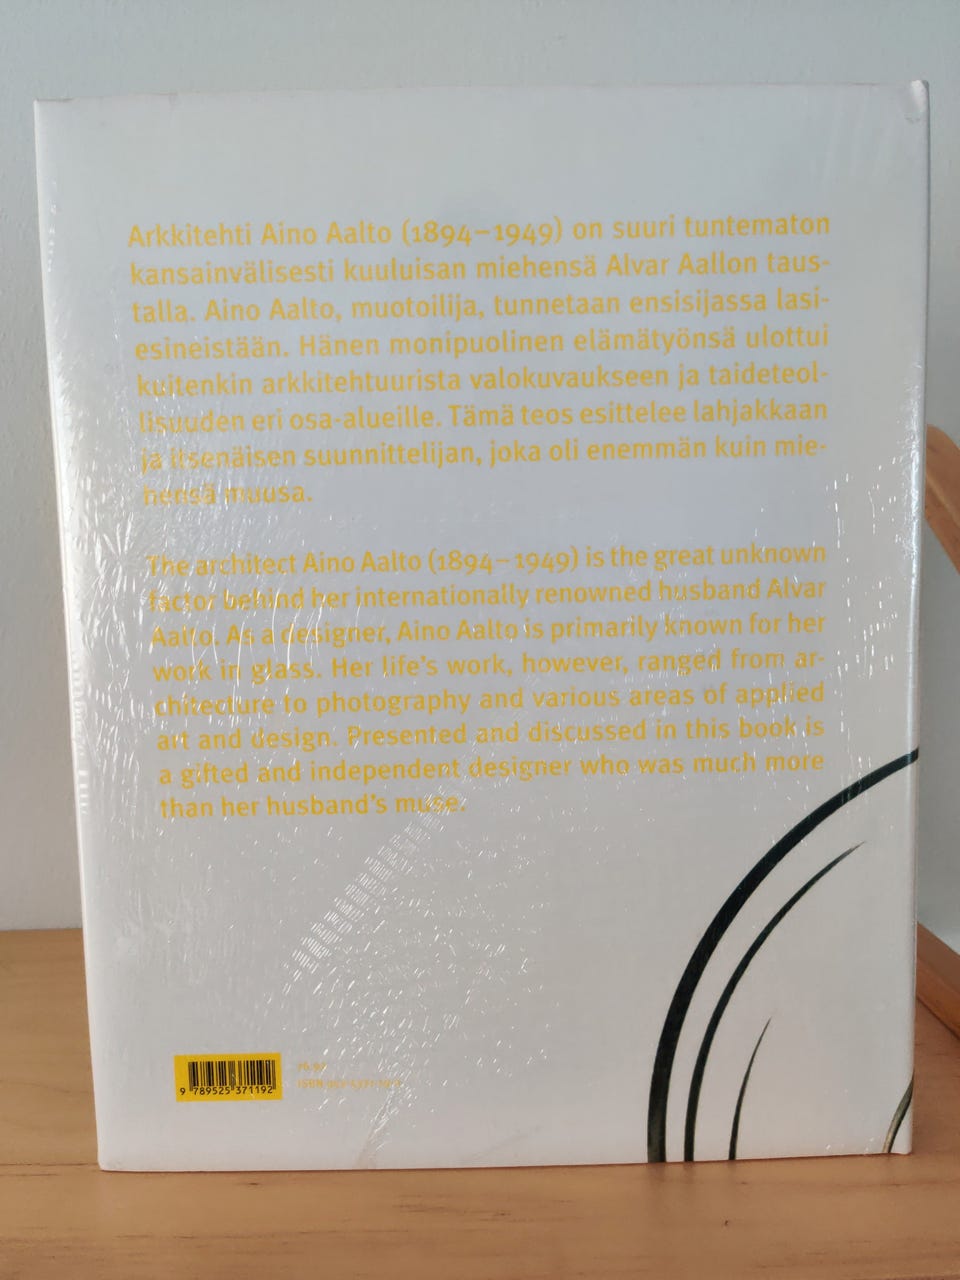 Arkkitehti Aino Aalto (1894–1949) on suuri tuntematon
kansainvälisesti kuuluisan miehensä Alvar Aallon taus-
talla. Aino Aalto, muotoilija, tunnetaan ensisijassa lasi-
esineistään. Hänen monipuolinen elämätyönsä ulottui
kuitenkin arkkitehtuurista valokuvaukseen ja taideteol-
lisuuden eri osa-alueille. Tämä teos esittelee lahjakkaan
ja itsenäisen suunnittelijan, joka oli enemmän kuin mie-
hensä muusa.
The architect Aino Aalto (1894–1949) is the great unknown
factor behind her internationally renowned husband Alvar
Aalto. As a designer, Aino Aalto is primarily known for her
work in glass. Her life's work, however, ranged from ar-
chitecture to photography and various areas of applied
art and design. Presented and discussed in this book is
a gifted and independent designer who was much more
than her husband's muse.
9 789525 371192
ISBN